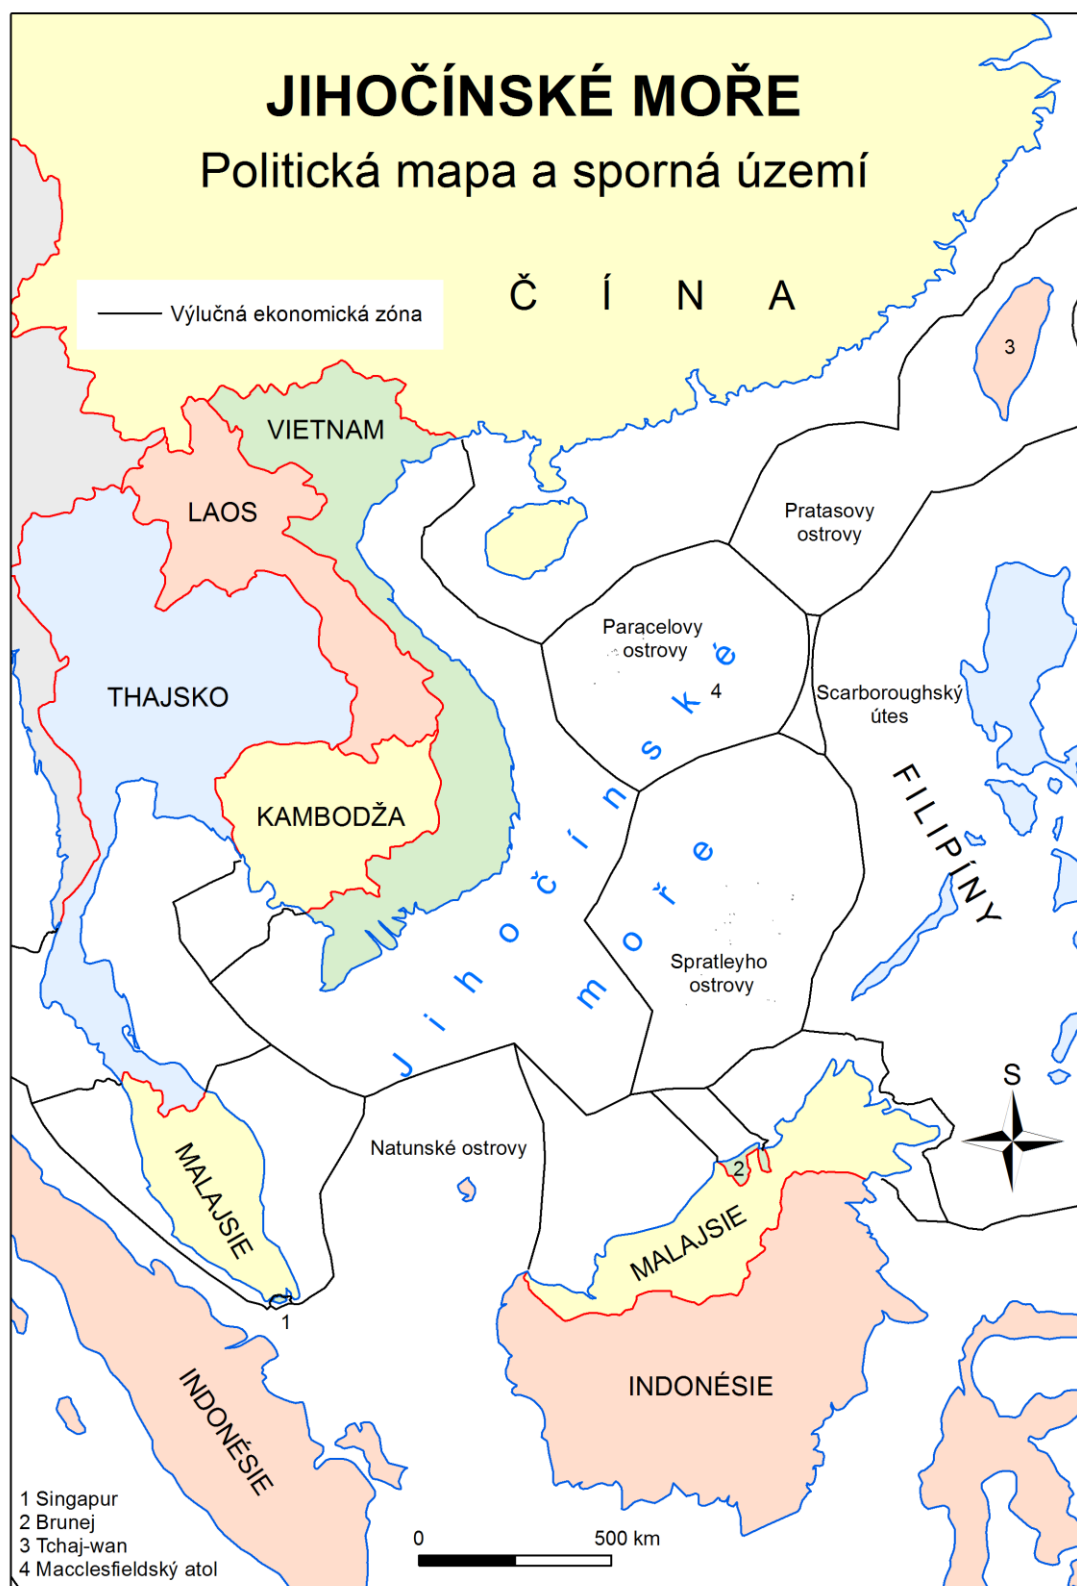 JIHOČÍNSKÉ MOŘE
Politická mapa a sporná území
ČÍNA
Výlučná ekonomická zóna
3
VIETNAM
LAOS
Pratasovy
ostrovy
Paracelovy
ostrovy
4
THAJSKO
Scarboroughský
útes
KAMBODŽA
FILIPÍNY
Jihočínské
moře
Spratleyho
ostrovy
S
Natunské ostrovy
2
MALAJSIE
MALAJSIE
1
INDONÉSIE
INDONÉSIE
1 Singapur
2 Brunej
3 Tchaj-wan
4 Macclesfieldský atol
0 500 km